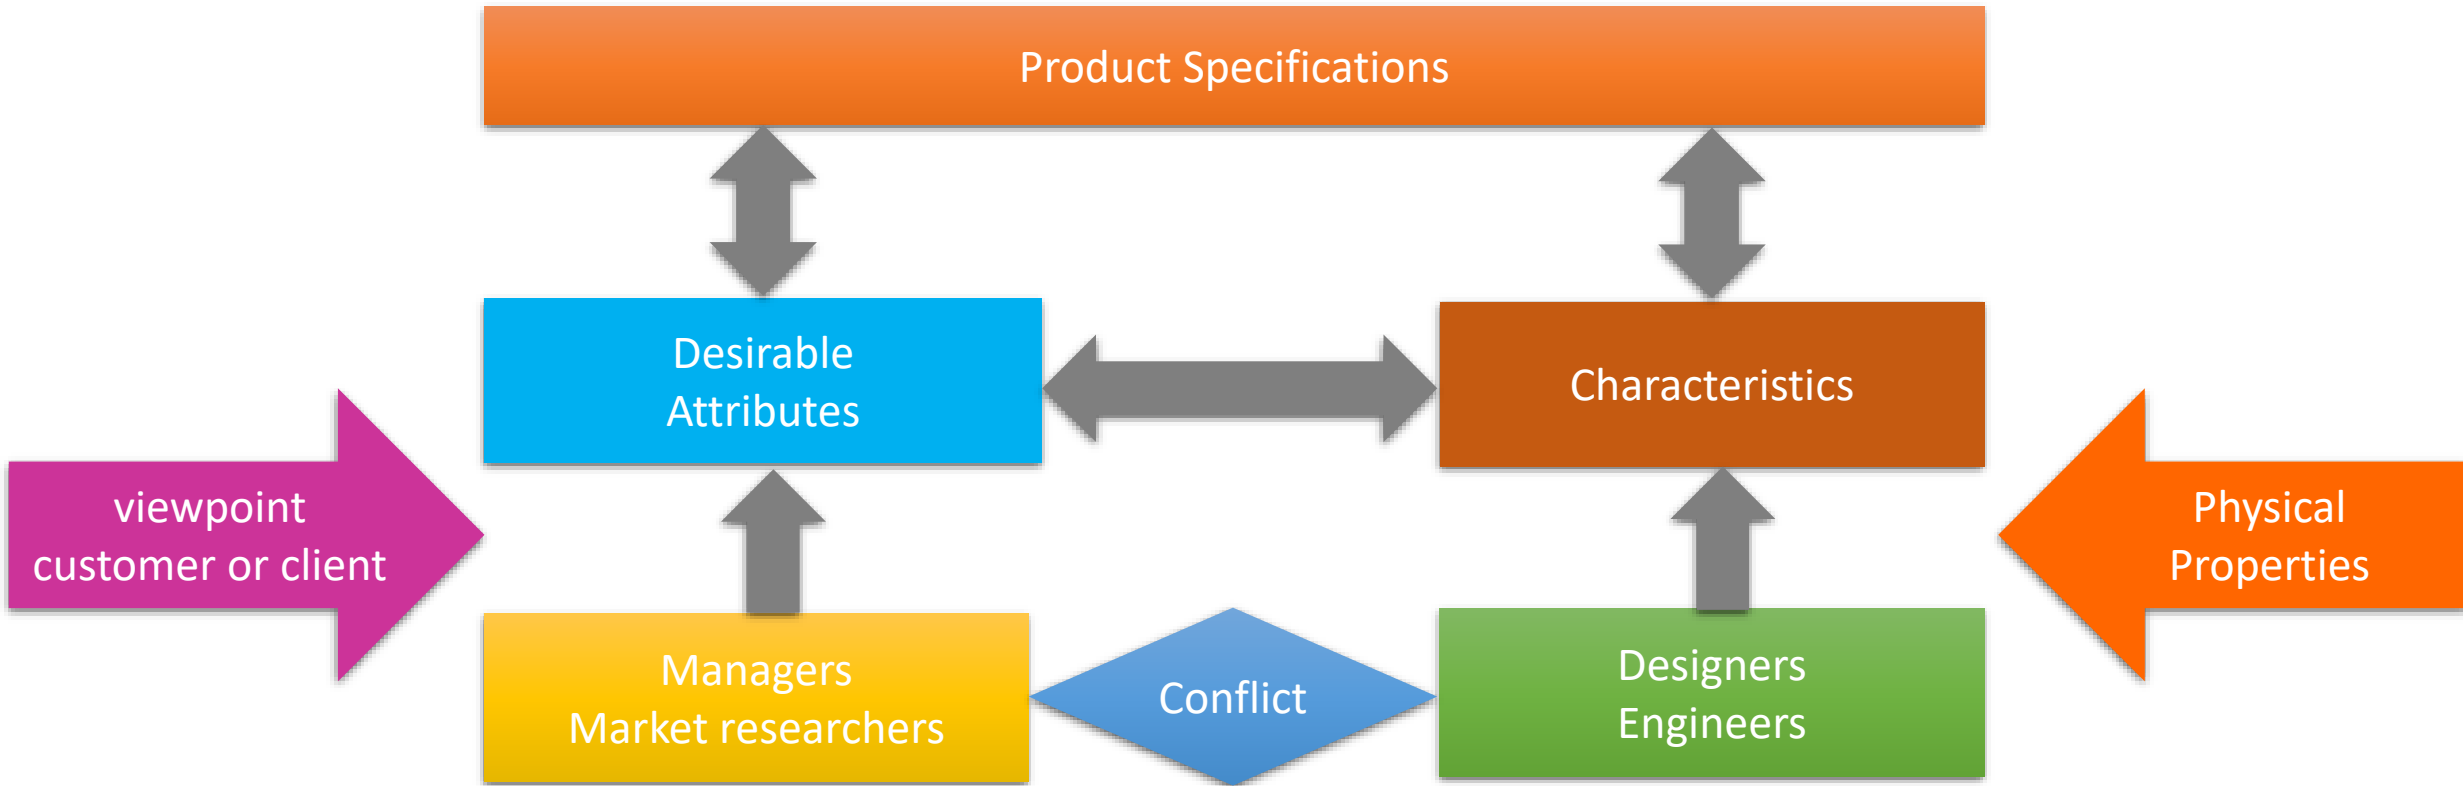 Product Specifications
Desirable
Attributes
Characteristics
viewpoint
customer or client
Physical
Properties
Managers
Market researchers
Conflict
Designers
Engineers